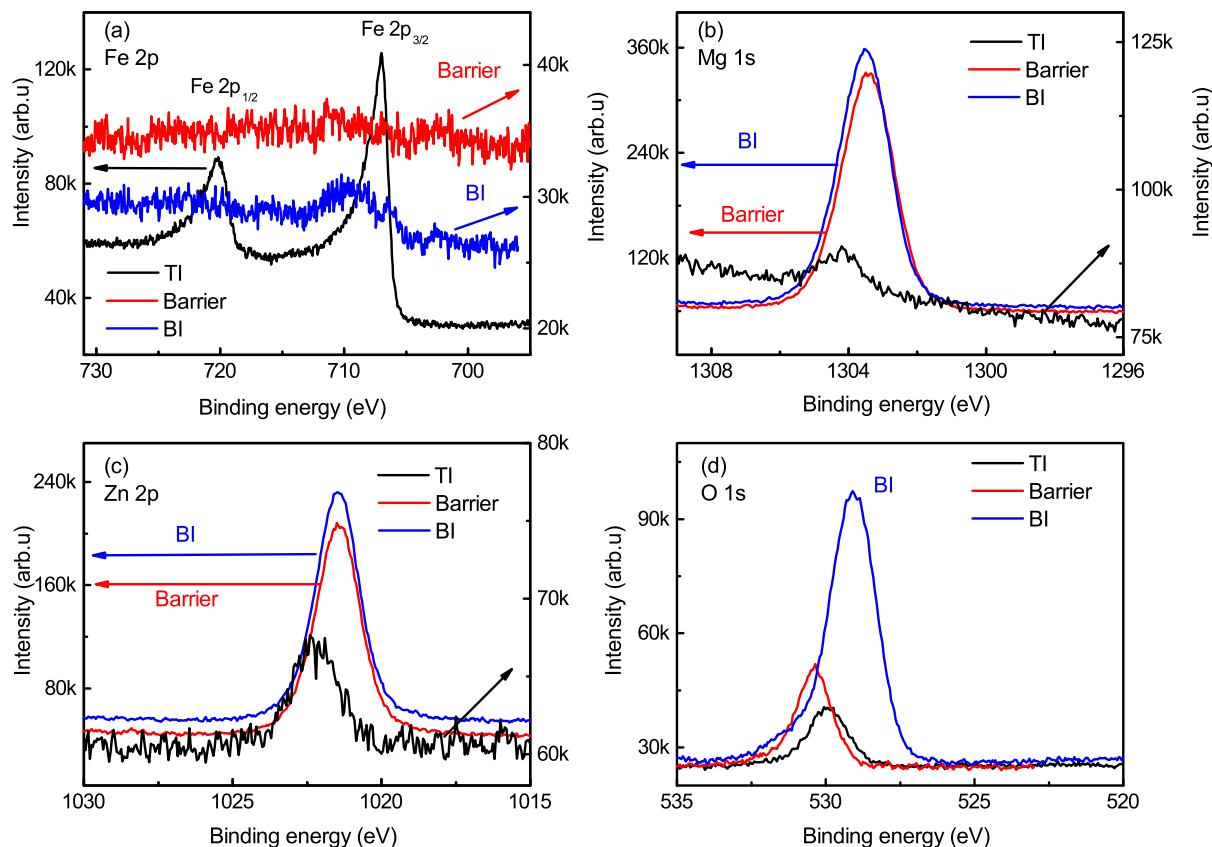 (a)
Fe 2p
Fe 2p1/2
Fe 2p3/2
Barrier
BI
TI
Barrier
BI
120k
80k
40k
40k
30k
20k
730
720
710
700
Intensity (arb.u)
Intensity (arb.u)
Binding energy (eV)
(b)
Mg 1s
TI
Barrier
BI
BI
Barrier
360k
240k
120k
125k
100k
75k
1308
1304
1300
1296
Intensity (arb.u)
Intensity (arb.u)
Binding energy (eV)
(c)
Zn 2p
TI
Barrier
BI
BI
Barrier
240k
160k
80k
80k
70k
60k
1030
1025
1020
1015
Intensity (arb.u)
Binding energy (eV)
(d)
O 1s
BI
TI
Barrier
BI
90k
60k
30k
535
530
525
520
Intensity (arb.u)
Binding energy (eV)